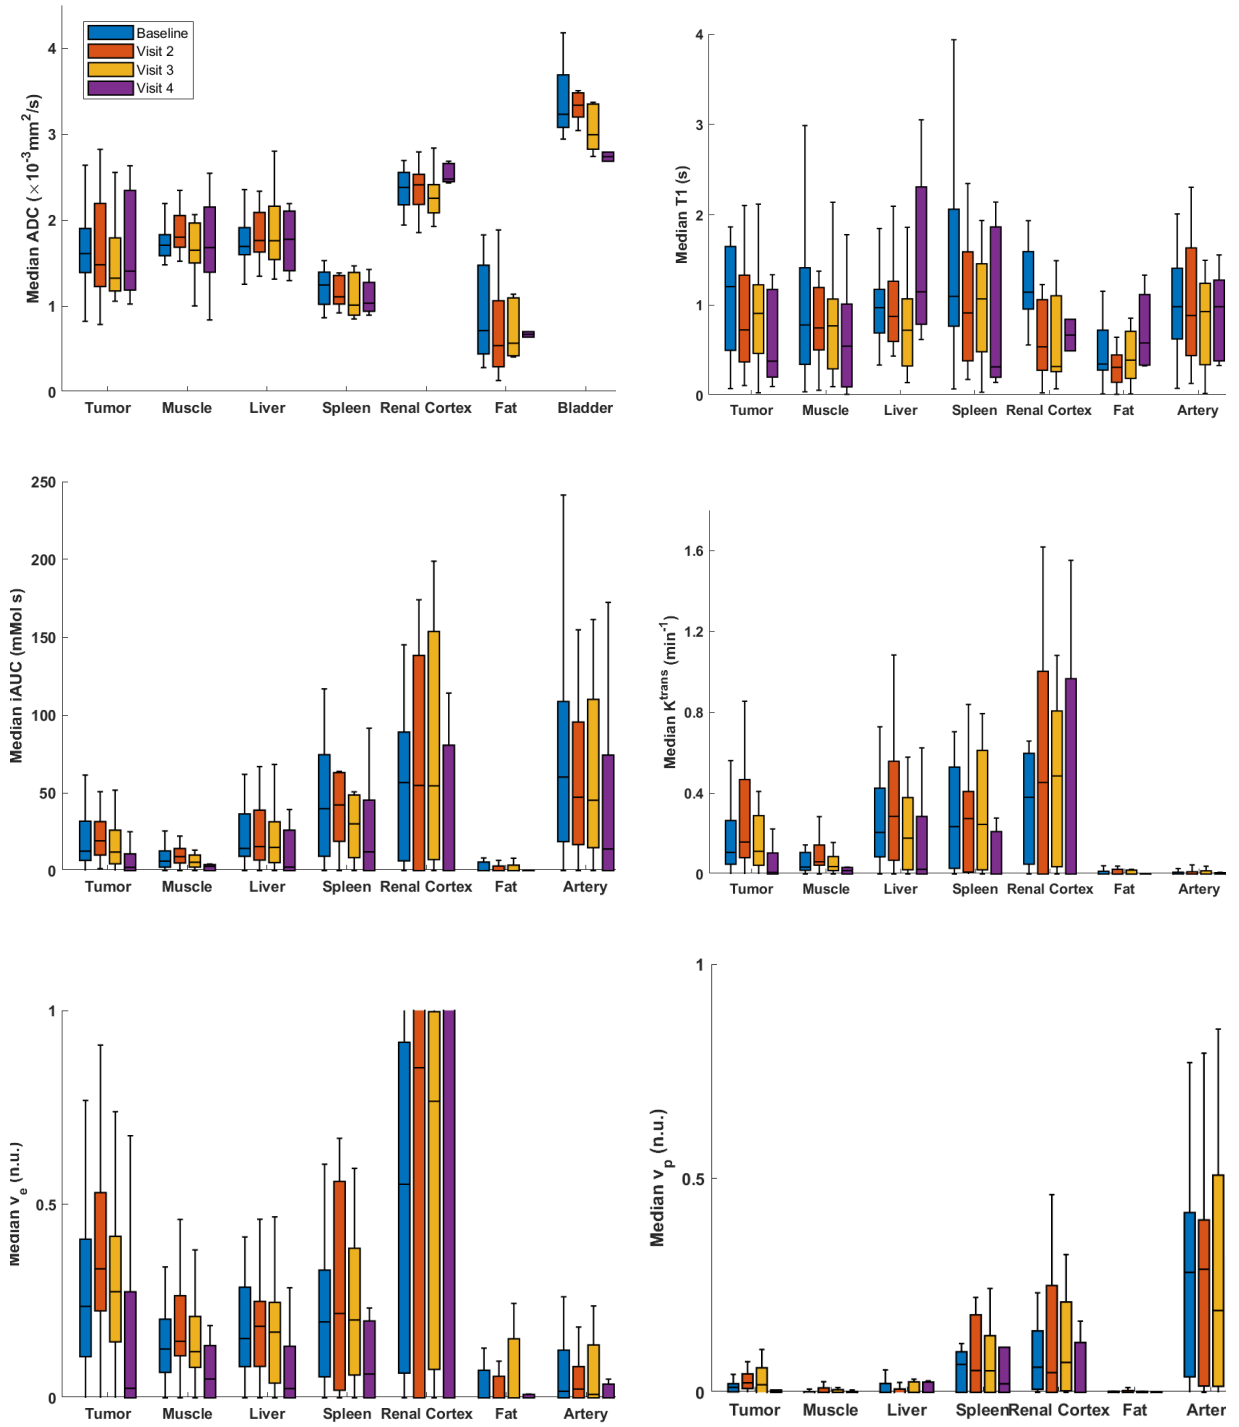 Baseline
Visit 2
Visit 3
Visit 4
Median ADC (×10⁻³mm²/s)
4
3
2
1
0
Tumor Muscle Liver Spleen Renal Cortex Fat Bladder
Median T1 (s)
4
3
2
1
0
Tumor Muscle Liver Spleen Renal Cortex Fat Artery
Median iAUC (mMol s)
250
200
150
100
50
0
Tumor Muscle Liver Spleen Renal Cortex Fat Artery
Median Kᵗʳᵃⁿˢ (min⁻¹)
1.6
1.2
0.8
0.4
0
Tumor Muscle Liver Spleen Renal Cortex Fat Artery
Median vₑ (n.u.)
1
0.5
0
Tumor Muscle Liver Spleen Renal Cortex Fat Artery
Median vₚ (n.u.)
1
0.5
0
Tumor Muscle Liver Spleen Renal Cortex Fat Arter